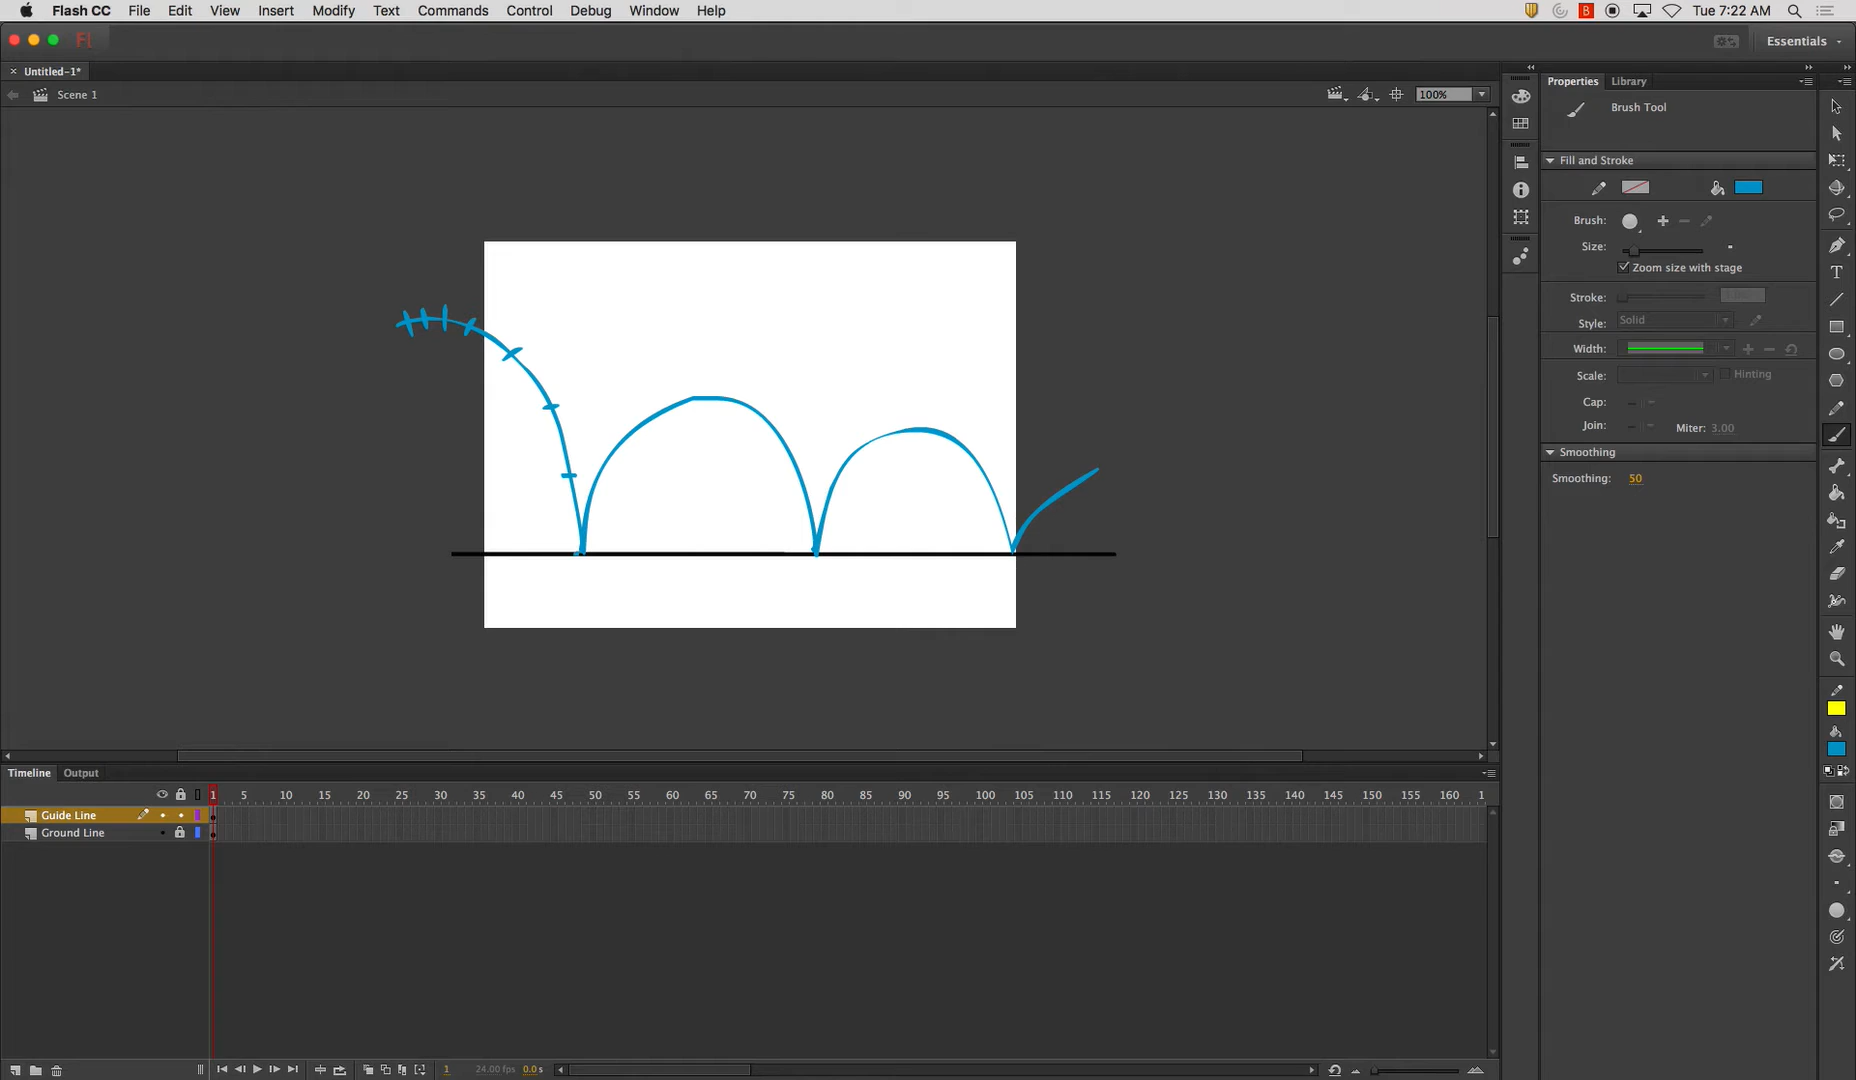 Flash CC File Edit View Insert Modify Text Commands Control Debug Window Help B Tue 7:22 AM
Fl Essentials
× Untitled-1*
Scene 1 100%
Properties Library
Brush Tool
Fill and Stroke
Brush:
Size:
Zoom size with stage
Stroke:
Style: Solid
Width:
Scale: Hinting
Cap:
Join: Miter: 3.00
Smoothing
Smoothing: 50
Timeline Output
1 5 10 15 20 25 30 35 40 45 50 55 60 65 70 75 80 85 90 95 100 105 110 115 120 125 130 135 140 145 150 155 160 1
Guide Line
Ground Line
1 24.00 fps 0.0 s